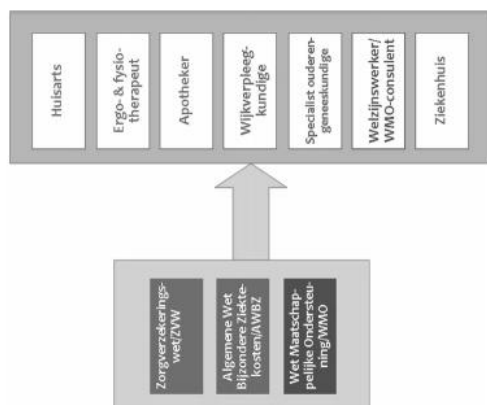 Huisarts
Ergo- & fysio-
therapeut
Apotheker
Wijkverpleeg-
kundige
Specialist ouderen-
geneeskundige
Welzijnswerker/
WMO-consulent
Ziekenhuis
Zorgverzekerings-
wet/ZVW
Algemene Wet
Bijzondere Ziekte-
kosten/AWBZ
Wet Maatschap-
pelijke Ondersteu-
ning/WMO